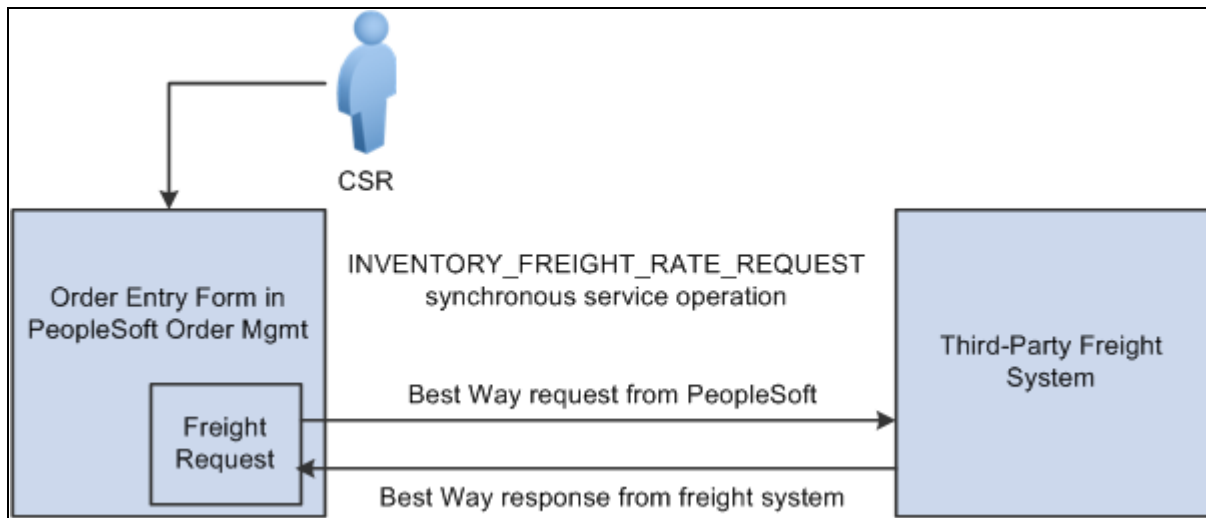 CSR
Order Entry Form in
PeopleSoft Order Mgmt
Freight
Request
INVENTORY_FREIGHT_RATE_REQUEST
synchronous service operation
Best Way request from PeopleSoft
Best Way response from freight system
Third-Party Freight
System